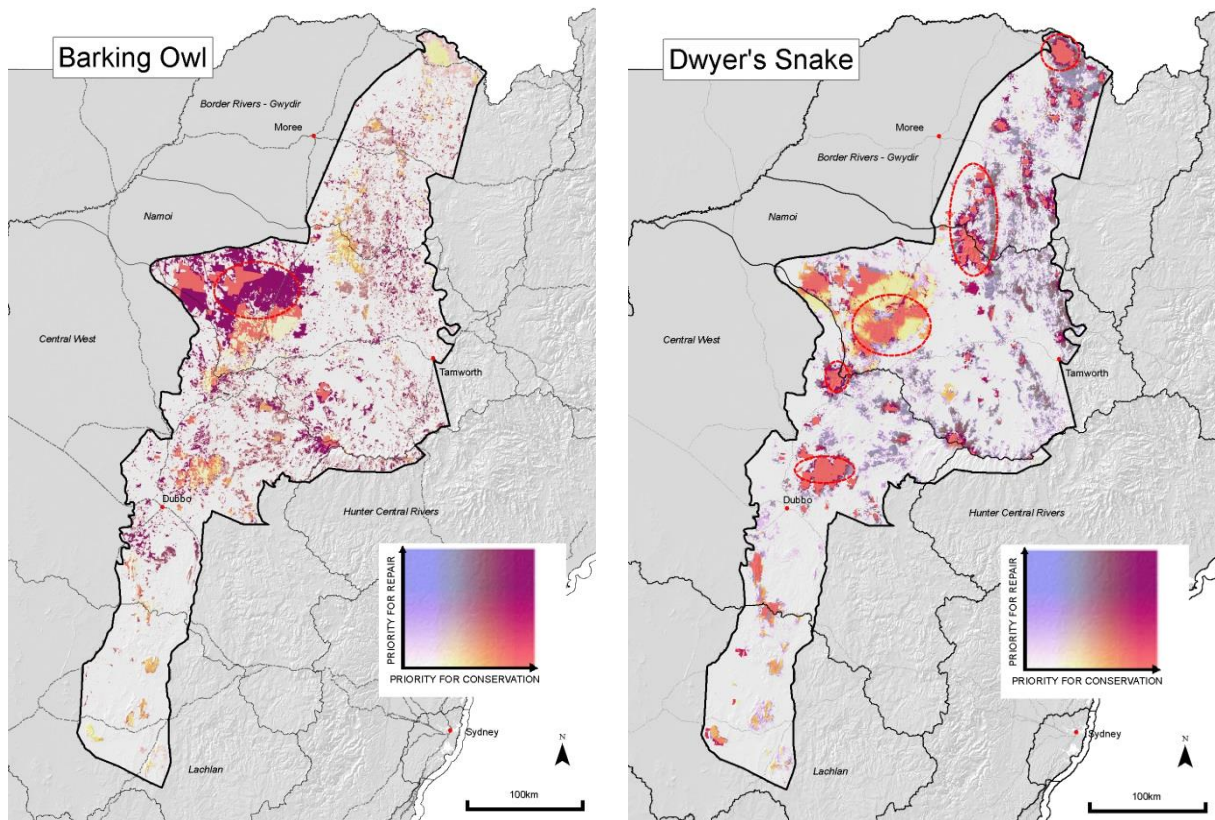 Barking Owl
Border Rivers - Gwydir
Moree
Namoi
Central West
Tamworth
Dubbo
Hunter Central Rivers
PRIORITY FOR REPAIR
PRIORITY FOR CONSERVATION
Sydney
N
Lachlan
100km
Dwyer's Snake
Moree
Border Rivers - Gwydir
Namoi
Central West
Tamworth
Dubbo
Hunter Central Rivers
PRIORITY FOR REPAIR
PRIORITY FOR CONSERVATION
Sydney
N
Lachlan
100km